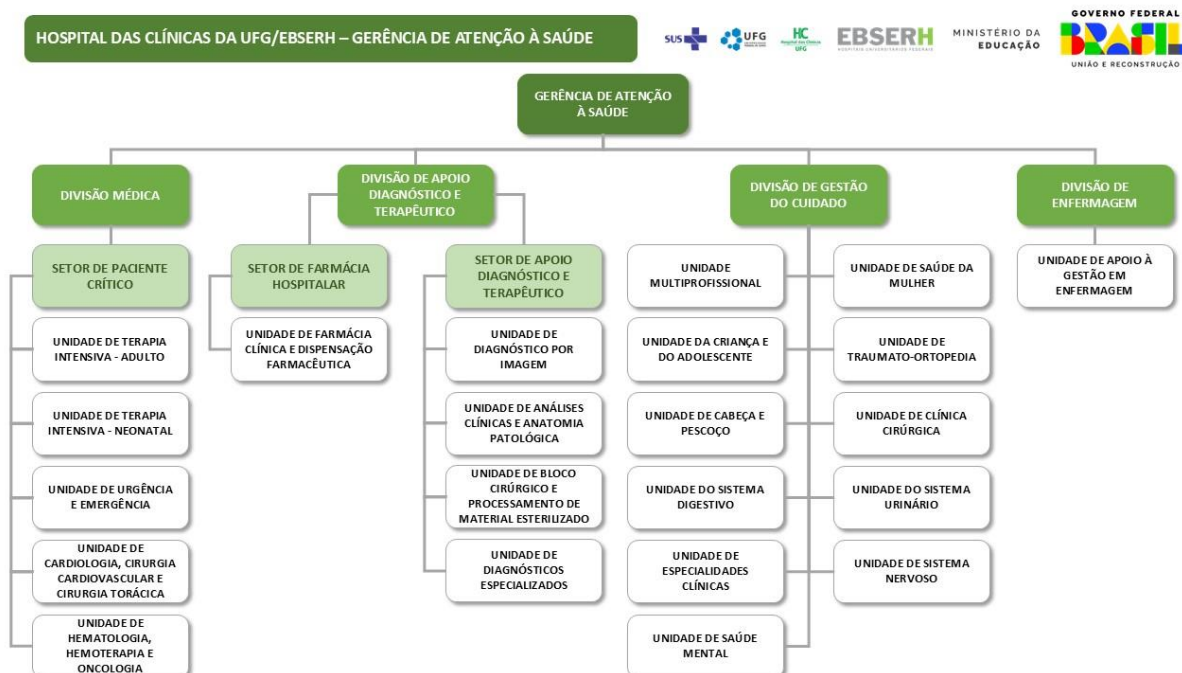 HOSPITAL DAS CLÍNICAS DA UFG/EBSERH – GERÊNCIA DE ATENÇÃO À SAÚDE
SUS
UFG
HC
Hospital das Clínicas
UFG
EBSERH
HOSPITAIS UNIVERSITÁRIOS FEDERAIS
MINISTÉRIO DA
EDUCAÇÃO
GOVERNO FEDERAL
BRASIL
UNIÃO E RECONSTRUÇÃO
GERÊNCIA DE ATENÇÃO
À SAÚDE
DIVISÃO MÉDICA
DIVISÃO DE APOIO
DIAGNÓSTICO E
TERAPÊUTICO
DIVISÃO DE GESTÃO
DO CUIDADO
DIVISÃO DE
ENFERMAGEM
SETOR DE PACIENTE
CRÍTICO
UNIDADE DE TERAPIA
INTENSIVA - ADULTO
UNIDADE DE TERAPIA
INTENSIVA - NEONATAL
UNIDADE DE URGÊNCIA
E EMERGÊNCIA
UNIDADE DE
CARDIOLOGIA, CIRURGIA
CARDIOVASCULAR E
CIRURGIA TORÁCICA
UNIDADE DE
HEMATOLOGIA,
HEMOTERAPIA E
ONCOLOGIA
SETOR DE FARMÁCIA
HOSPITALAR
UNIDADE DE FARMÁCIA
CLÍNICA E DISPENSAÇÃO
FARMACÊUTICA
SETOR DE APOIO
DIAGNÓSTICO E
TERAPÊUTICO
UNIDADE DE
DIAGNÓSTICO POR
IMAGEM
UNIDADE DE ANÁLISES
CLÍNICAS E ANATOMIA
PATOLÓGICA
UNIDADE DE BLOCO
CIRÚRGICO E
PROCESSAMENTO DE
MATERIAL ESTERILIZADO
UNIDADE DE
DIAGNÓSTICOS
ESPECIALIZADOS
UNIDADE
MULTIPROFISSIONAL
UNIDADE DA CRIANÇA E
DO ADOLESCENTE
UNIDADE DE CABEÇA E
PESCOÇO
UNIDADE DO SISTEMA
DIGESTIVO
UNIDADE DE
ESPECIALIDADES
CLÍNICAS
UNIDADE DE SAÚDE
MENTAL
UNIDADE DE SAÚDE DA
MULHER
UNIDADE DE
TRAUMATO-ORTOPEDIA
UNIDADE DE CLÍNICA
CIRÚRGICA
UNIDADE DO SISTEMA
URINÁRIO
UNIDADE DE SISTEMA
NERVOSO
UNIDADE DE APOIO À
GESTÃO EM
ENFERMAGEM